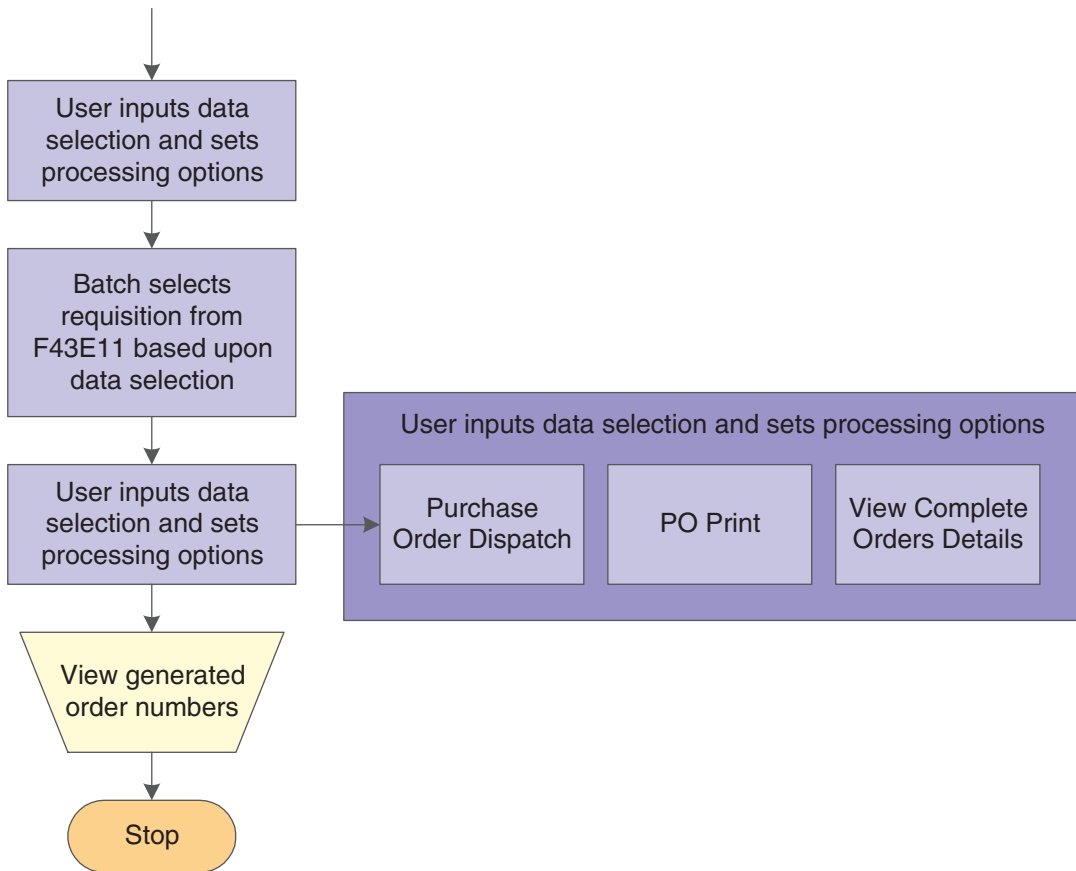 User inputs data
selection and sets
processing options
Batch selects
requisition from
F43E11 based upon
data selection
User inputs data
selection and sets
processing options
User inputs data selection and sets processing options
Purchase
Order Dispatch
PO Print
View Complete
Orders Details
View generated
order numbers
Stop